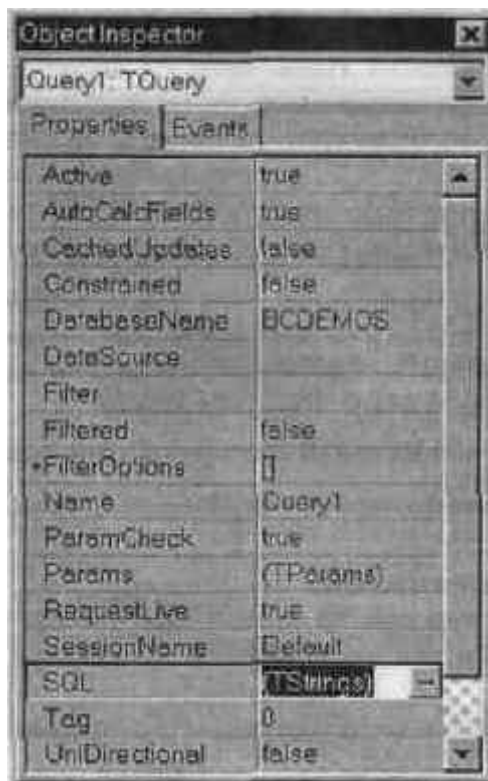 Object Inspector
Query1: TQuery
Properties Events
Active true
AutoCalcFields true
CachedUpdates false
Constrained false
DatabaseName BCDEMOS
DataSource
Filter
Filtered false
+FilterOptions []
Name Query1
ParamCheck true
Params (TParams)
RequestLive true
SessionName Default
SQL (TStrings) ...
Tag 0
UniDirectional false